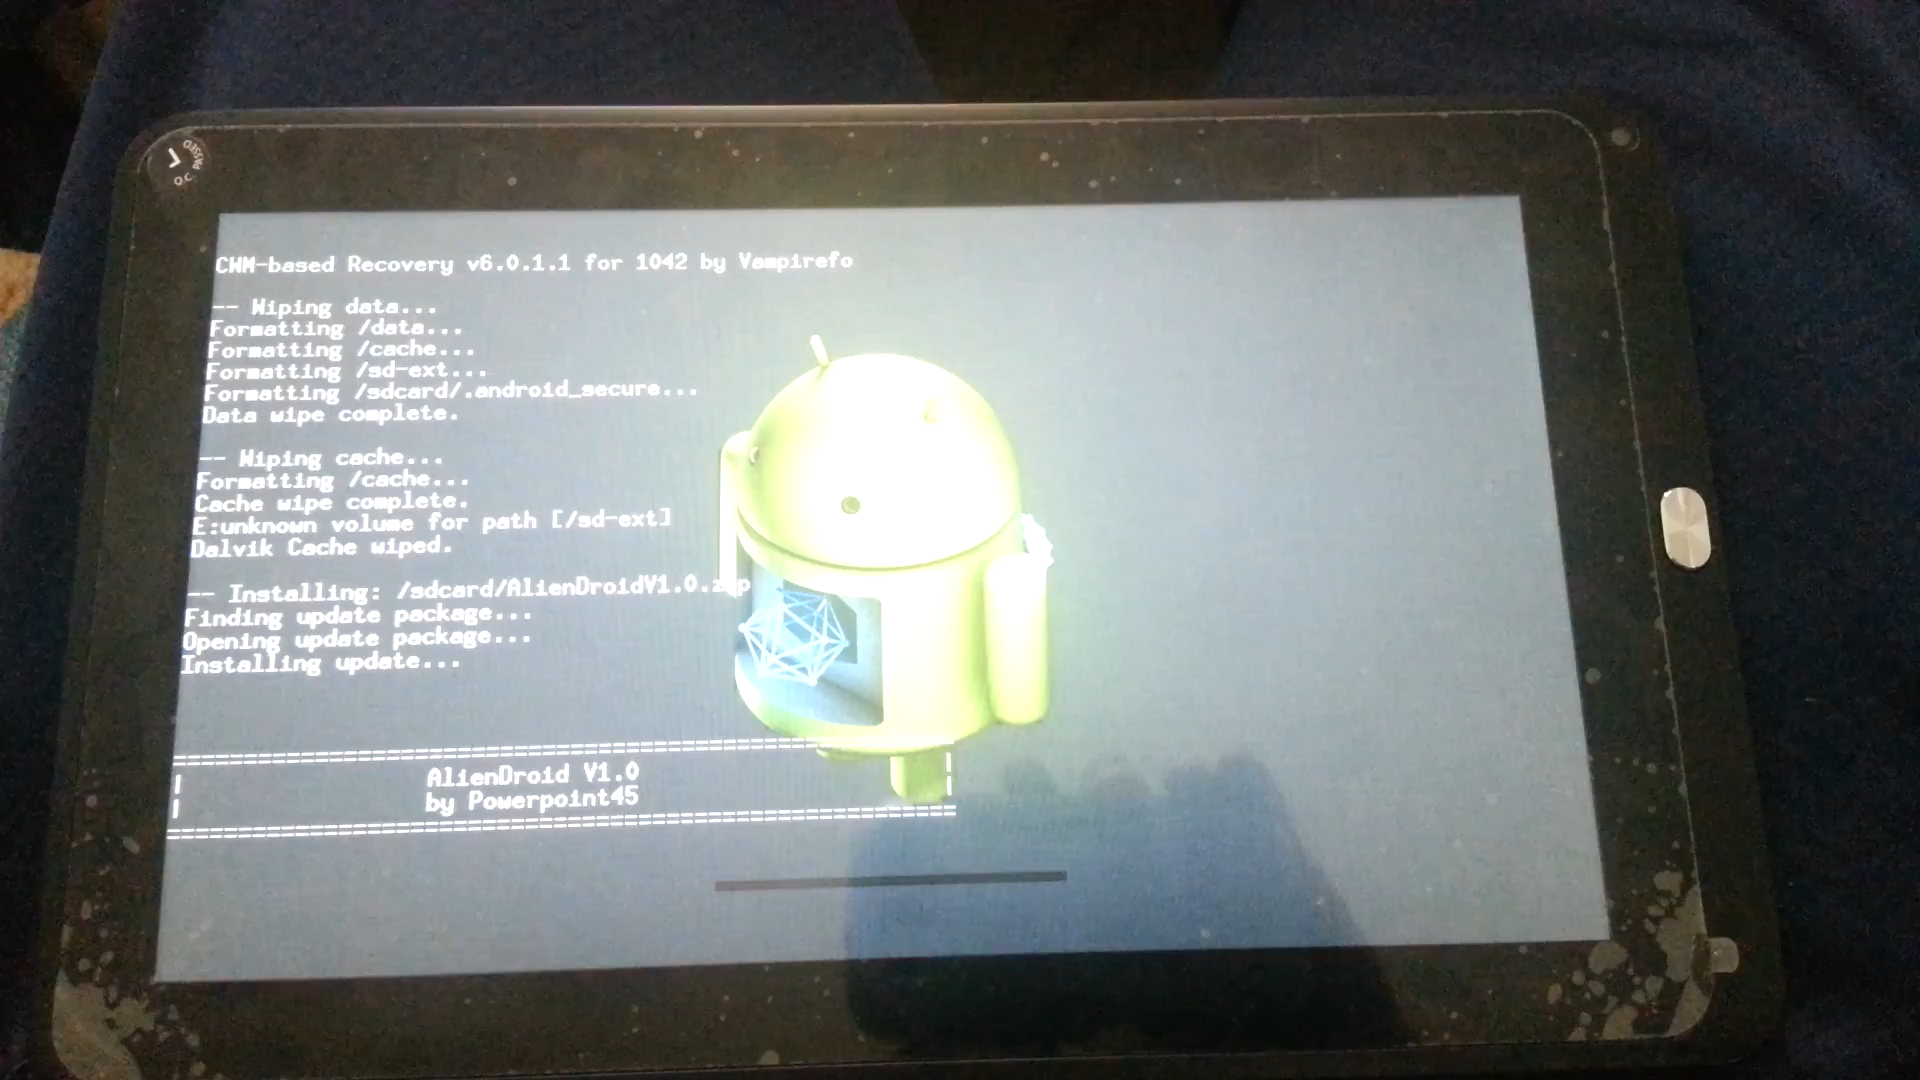 Q.C. PASSED
CWM-based Recovery v6.0.1.1 for 1042 by Vampirefo
-- Wiping data...
Formatting /data...
Formatting /cache...
Formatting /sd-ext...
Formatting /sdcard/.android_secure...
Data wipe complete.
-- Wiping cache...
Formatting /cache...
Cache wipe complete.
E:unknown volume for path [/sd-ext]
Dalvik Cache wiped.
-- Installing: /sdcard/AlienDroidV1.0.zip
Finding update package...
Opening update package...
Installing update...
AlienDroid V1.0
by Powerpoint45